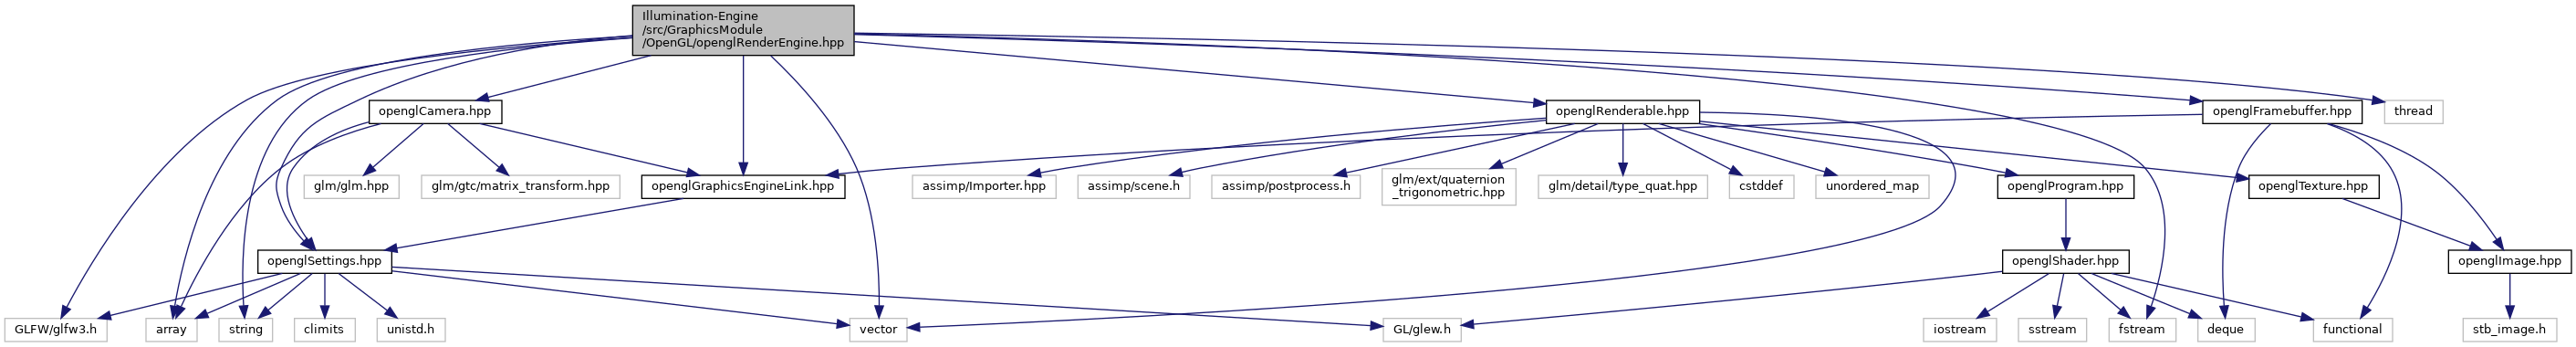 Illumination-Engine
/src/GraphicsModule
/OpenGL/openglRenderEngine.hpp
openglCamera.hpp
openglRenderable.hpp
openglFramebuffer.hpp
thread
glm/glm.hpp
glm/gtc/matrix_transform.hpp
openglGraphicsEngineLink.hpp
assimp/Importer.hpp
assimp/scene.h
assimp/postprocess.h
glm/ext/quaternion
_trigonometric.hpp
glm/detail/type_quat.hpp
cstddef
unordered_map
openglProgram.hpp
openglTexture.hpp
openglSettings.hpp
openglShader.hpp
openglImage.hpp
GLFW/glfw3.h
array
string
climits
unistd.h
vector
GL/glew.h
iostream
sstream
fstream
deque
functional
stb_image.h